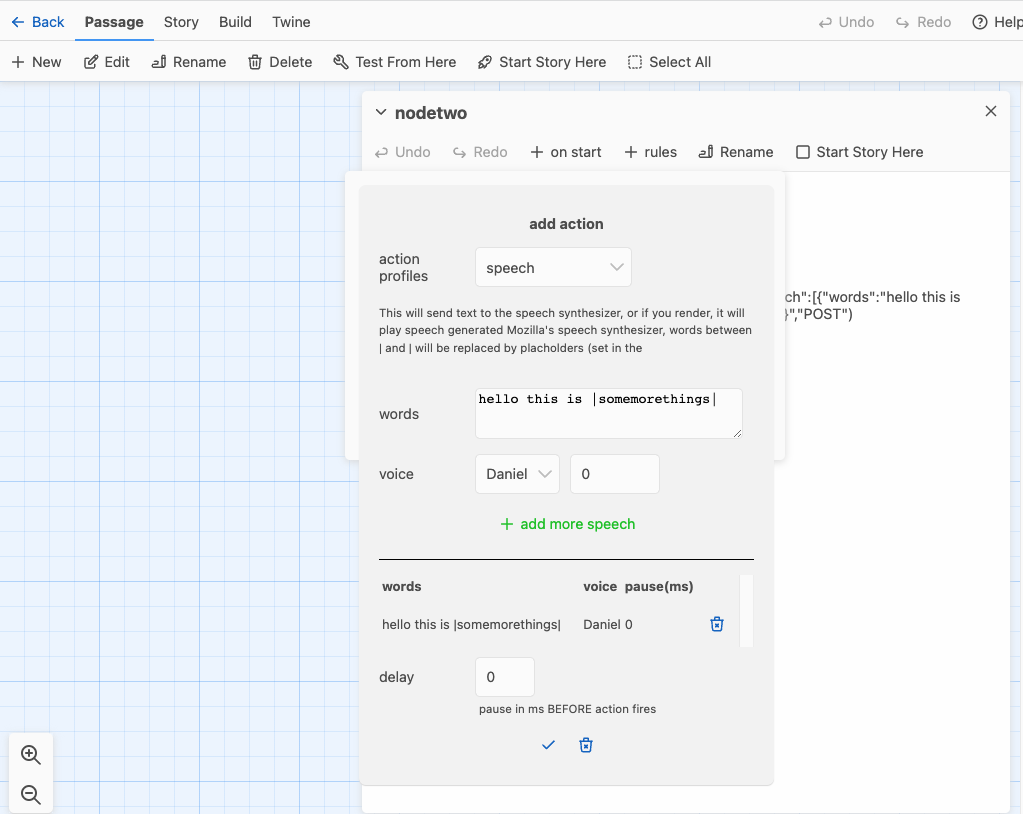 Back Passage Story Build Twine Undo Redo Help
New Edit Rename Delete Test From Here Start Story Here Select All
nodetwo
Undo Redo + on start + rules Rename Start Story Here
add action
action
profiles
speech
ch":[{"words":"hello this is
}","POST")
This will send text to the speech synthesizer, or if you render, it will
play speech generated Mozilla's speech synthesizer, words between
| and | will be replaced by placholders (set in the
words
hello this is |somemorethings|
voice Daniel 0
+ add more speech
words voice pause(ms)
hello this is |somemorethings| Daniel 0
delay 0
pause in ms BEFORE action fires